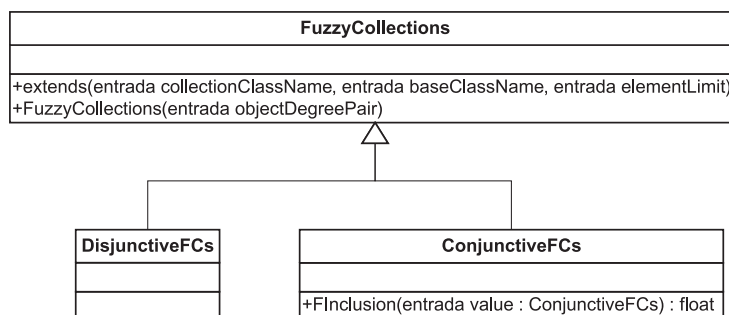 FuzzyCollections
+extends(entrada collectionClassName, entrada baseClassName, entrada elementLimit)
+FuzzyCollections(entrada objectDegreePair)
DisjunctiveFCs
ConjunctiveFCs
+FInclusion(entrada value : ConjunctiveFCs) : float